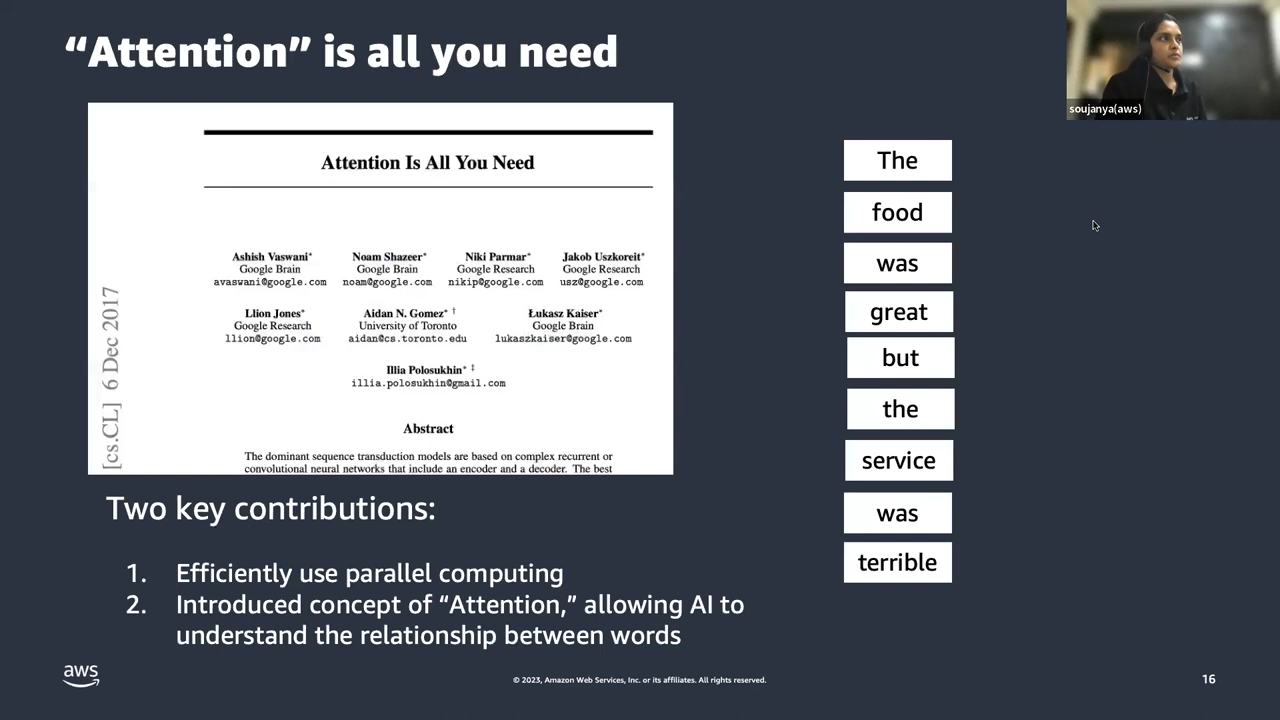 “Attention” is all you need
soujanya(aws)
Attention Is All You Need
Ashish Vaswani* Noam Shazeer* Niki Parmar* Jakob Uszkoreit*
Google Brain Google Brain Google Research Google Research
avaswani@google.com noam@google.com nikip@google.com usz@google.com
Llion Jones* Aidan N. Gomez* † Łukasz Kaiser*
Google Research University of Toronto Google Brain
llion@google.com aidan@cs.toronto.edu lukaszkaiser@google.com
Illia Polosukhin* ‡
illia.polosukhin@gmail.com
Abstract
The dominant sequence transduction models are based on complex recurrent or
convolutional neural networks that include an encoder and a decoder. The best
[cs.CL] 6 Dec 2017
The
food
was
great
but
the
service
was
terrible
Two key contributions:
1. Efficiently use parallel computing
2. Introduced concept of “Attention,” allowing AI to
understand the relationship between words
aws
© 2023, Amazon Web Services, Inc. or its affiliates. All rights reserved.
16